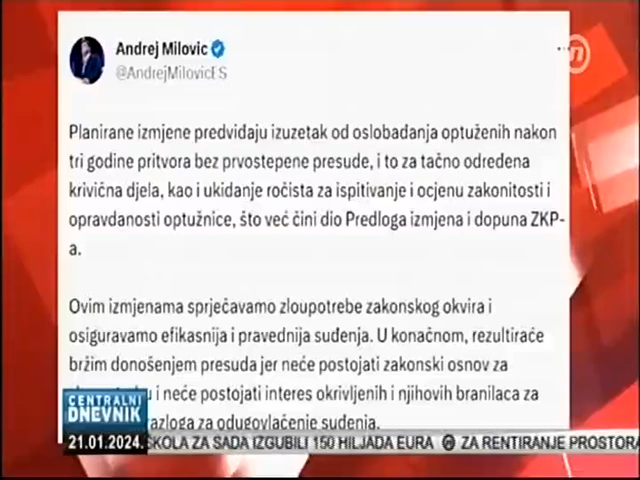 Andrej Milovic
@AndrejMilovicES
Planirane izmjene predviđaju izuzetak od oslobađanja optuženih nakon
tri godine pritvora bez prvostepene presude, i to za tačno određena
krivična djela, kao i ukidanje ročista za ispitivanje i ocjenu zakonitosti i
opravdanosti optužnice, što već čini dio Predloga izmjena i dopuna ZKP-
a.
Ovim izmjenama sprječavamo zloupotrebe zakonskog okvira i
osiguravamo efikasnija i pravednija suđenja. U konačnom, rezultiraće
bržim donošenjem presuda jer neće postojati zakonski osnov za
i neće postojati interes okrivljenih i njihovih branilaca za
za odugovlačenje suđenja.
CENTRALNI
DNEVNIK
21.01.2024. ŠKOLA ZA SADA IZGUBILI 150 HILJADA EURA ZA RENTIRANJE PROSTORA